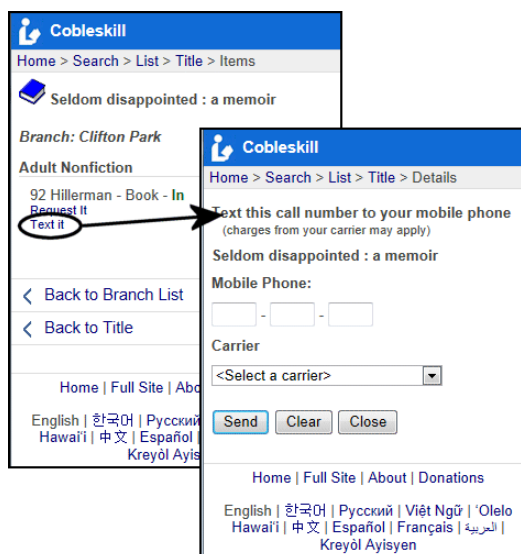 Cobleskill
Home > Search > List > Title > Items
Seldom disappointed : a memoir
Branch: Clifton Park
Adult Nonfiction
92 Hillerman - Book - In
Request It
Text it
Back to Branch List
Back to Title
Home | Full Site |
English | 한국어 | Русский
Hawai'i | 中文 | Español |
Kreyòl
Cobleskill
Home > Search > List > Title > Details
Text this call number to your mobile phone
(charges from your carrier may apply)
Seldom disappointed : a memoir
Mobile Phone:
- -
Carrier
<Select a carrier>
Send Clear Close
Home | Full Site | About | Donations
English | 한국어 | Русский | Việt Ngữ | 'Olelo
Hawai'i | 中文 | Español | Français | العربية |
Kreyòl Ayisyen